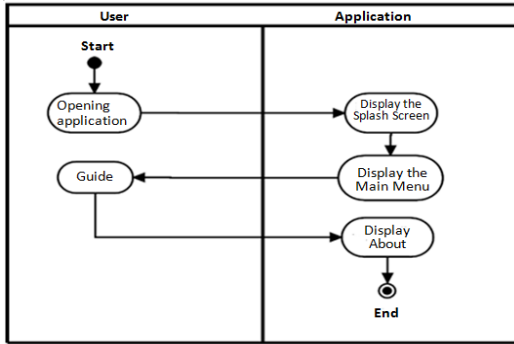 User
Application
Start
Opening
application
Display the
Splash Screen
Guide
Display the
Main Menu
Display
About
End